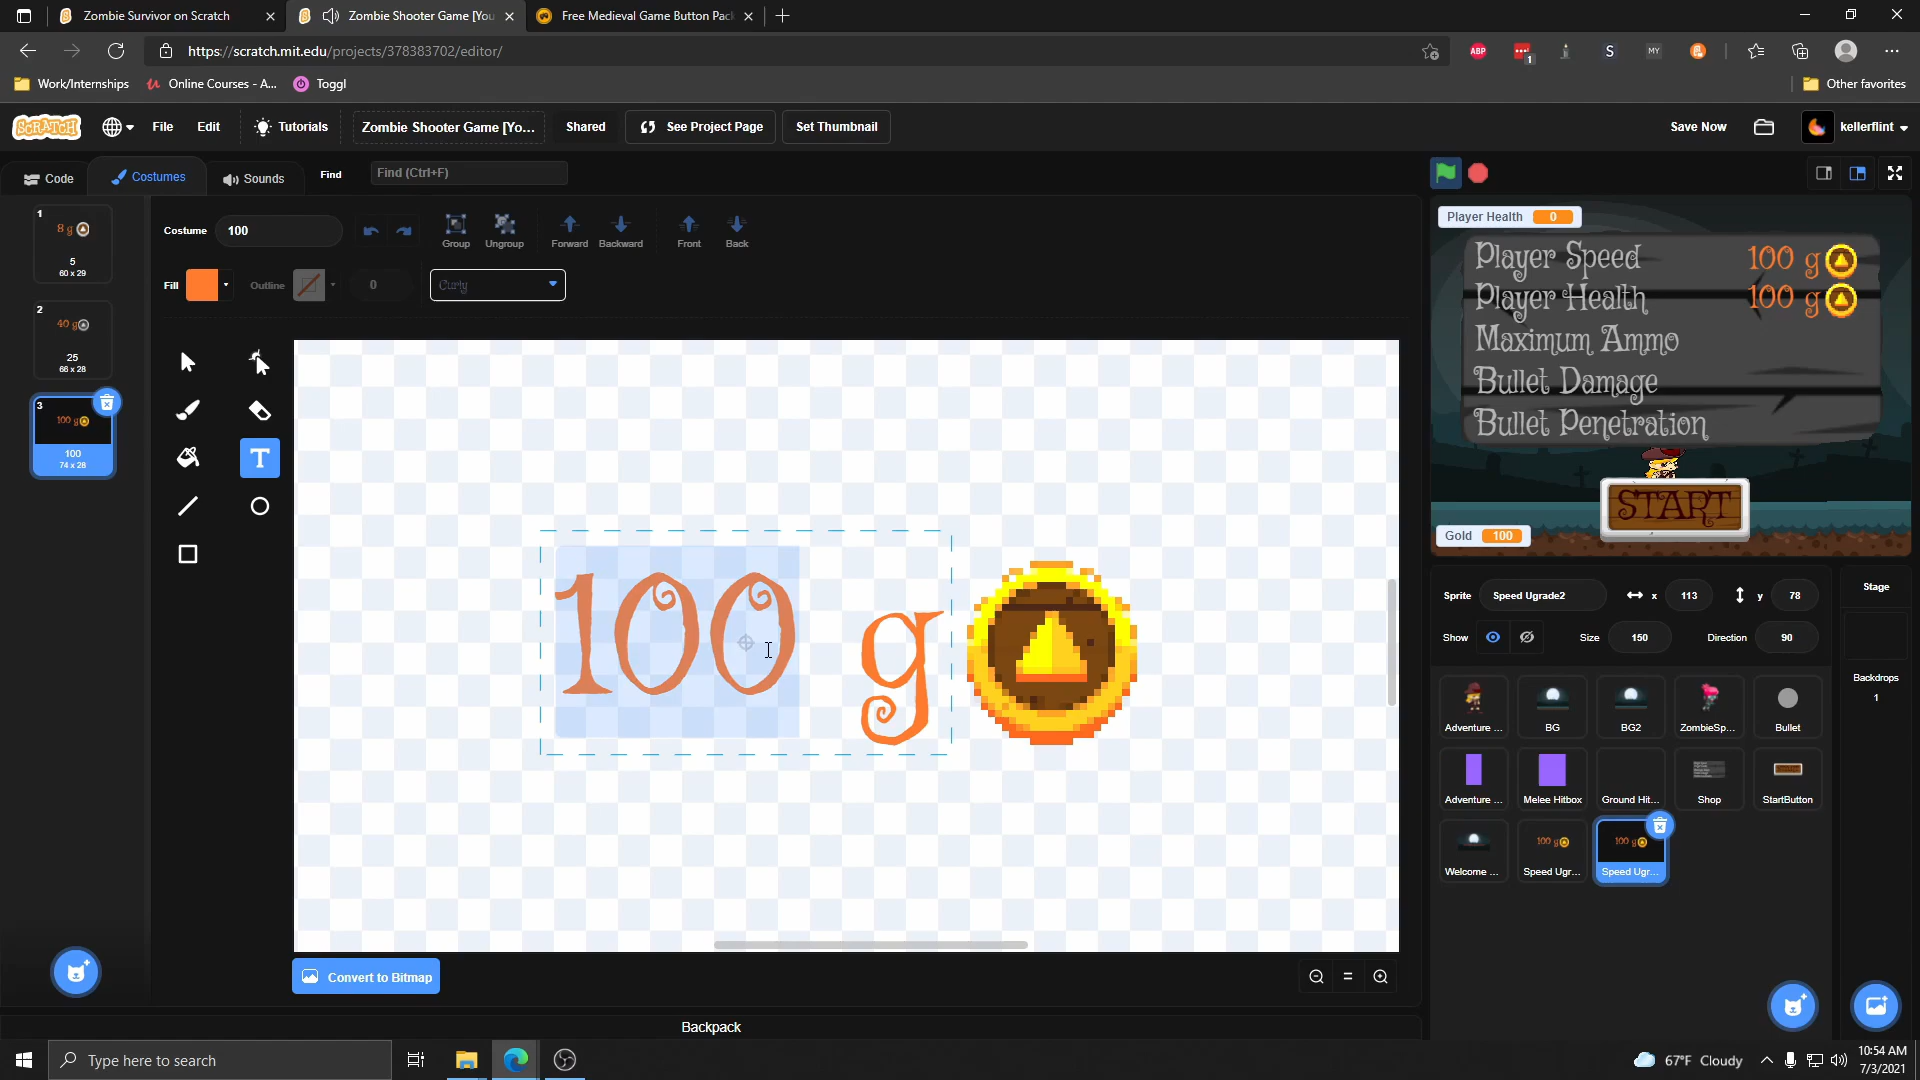 Zombie Survivor on Scratch
Zombie Shooter Game [You
Free Medieval Game Button Pack
https://scratch.mit.edu/projects/378383702/editor/
ABP
1
S
MY
Work/Internships
Online Courses - A...
Toggl
Other favorites
SCRATCH
File
Edit
Tutorials
Zombie Shooter Game [Yo...
Shared
See Project Page
Set Thumbnail
Save Now
kellerflint
Code
Costumes
Sounds
Find
Find (Ctrl+F)
Costume
100
Group
Ungroup
Forward
Backward
Front
Back
Fill
Outline
0
Curly
1
8 g
5
60 x 29
2
40 g
25
66 x 28
3
100 g
100
74 x 28
T
100 g
Convert to Bitmap
Backpack
Player Health 0
Player Speed 100 g
Player Health 100 g
Maximum Ammo
Bullet Damage
Bullet Penetration
START
Gold 100
Sprite
Speed Ugrade2
x
113
y
78
Show
Size
150
Direction
90
Stage
Backdrops
1
Adventure ...
BG
BG2
ZombieSp...
Bullet
Adventure ...
Melee Hitbox
Ground Hit...
Shop
StartButton
Welcome ...
100 g
Speed Ugr...
100 g
Speed Ugr...
Type here to search
67°F Cloudy
10:54 AM
7/3/2021